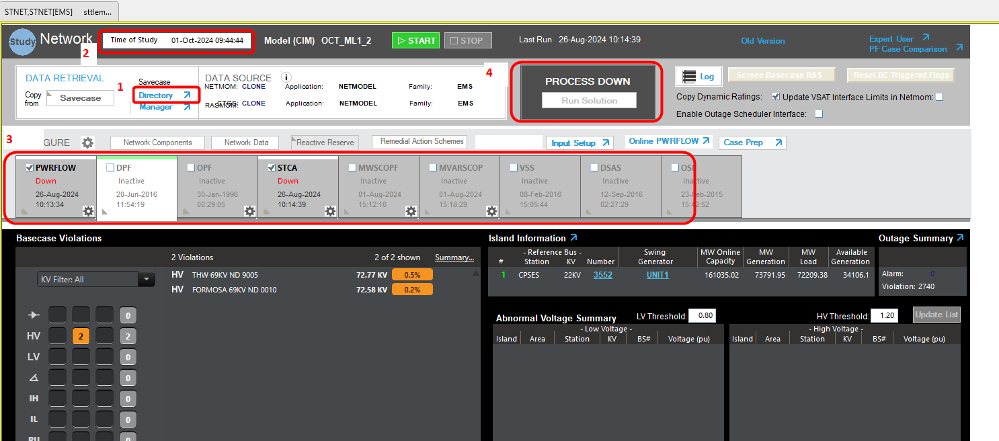 STNET,STNET[EMS] sttlem...
Study Network
2
Time of Study 01-Oct-2024 09:44:44
Model (CIM) OCT_ML1_2
START
STOP
Last Run 26-Aug-2024 10:14:39
Old Version
Expert User
PF Case Comparison
DATA RETRIEVAL
Copy from
Savecase
1
Savecase
Directory
Manager
DATA SOURCE
NETMOM: CLONE Application: NETMODEL Family: EMS
CTGS:
RASMOM: CLONE Application: NETMODEL Family: EMS
4
PROCESS DOWN
Run Solution
Log
Screen Basecase RAS
Reset BC Triggered Flags
Copy Dynamic Ratings:
Update VSAT Interface Limits in Netmom:
Enable Outage Scheduler Interface:
3
GURE
Network Components
Network Data
Reactive Reserve
Remedial Action Schemes
Input Setup
Online PWRFLOW
Case Prep
PWRFLOW
Down
26-Aug-2024
10:13:34
DPF
Inactive
20-Jun-2016
11:54:19
OPF
Inactive
30-Jan-1996
00:29:05
STCA
Down
26-Aug-2024
10:14:39
MWSCOPF
Inactive
01-Aug-2024
15:12:16
MVARSCOP
Inactive
01-Aug-2024
15:18:29
VSS
Inactive
08-Feb-2016
15:05:44
DSAS
Inactive
12-Sep-2016
02:27:29
OSI
Inactive
23-Feb-2015
15:42:52
Basecase Violations
2 Violations 2 of 2 shown Summary...
KV Filter: All
HV THW 69KV ND 9005 72.77 KV 0.5%
HV FORMOSA 69KV ND 0010 72.58 KV 0.2%
0
HV 2 2
LV 0
0
IH 0
IL 0
RU 0
Island Information
- Reference Bus -
# Station KV Number
Swing Generator
MW Online Capacity
MW Generation
MW Load
Available Generation
1 CPSES 22KV 3552 UNIT1 161035.02 73791.95 72209.38 34106.1
Outage Summary
Alarm: 0
Violation: 2740
Abnormal Voltage Summary
LV Threshold: 0.80
HV Threshold: 1.20
Update List
- Low Voltage -
Island Area Station KV BS# Voltage (pu)
- High Voltage -
Island Area Station KV BS# Voltage (pu)